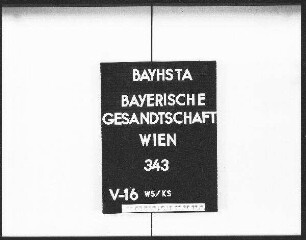 BAYHSTA
BAYERISCHE
GESANDTSCHAFT
WIEN
343
V-16 WS/KS